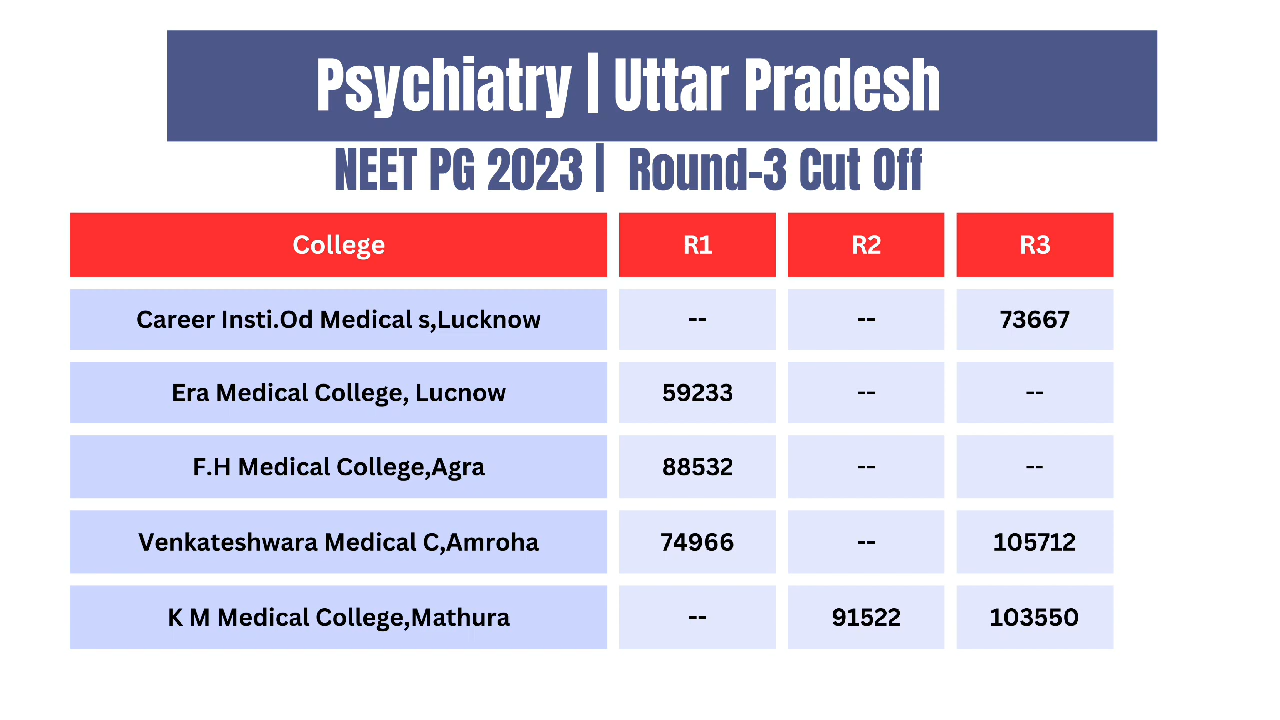 Psychiatry | Uttar Pradesh
NEET PG 2023 | Round-3 Cut Off
College R1 R2 R3
Career Insti.Od Medical s,Lucknow -- -- 73667
Era Medical College, Lucnow 59233 -- --
F.H Medical College,Agra 88532 -- --
Venkateshwara Medical C,Amroha 74966 -- 105712
K M Medical College,Mathura -- 91522 103550